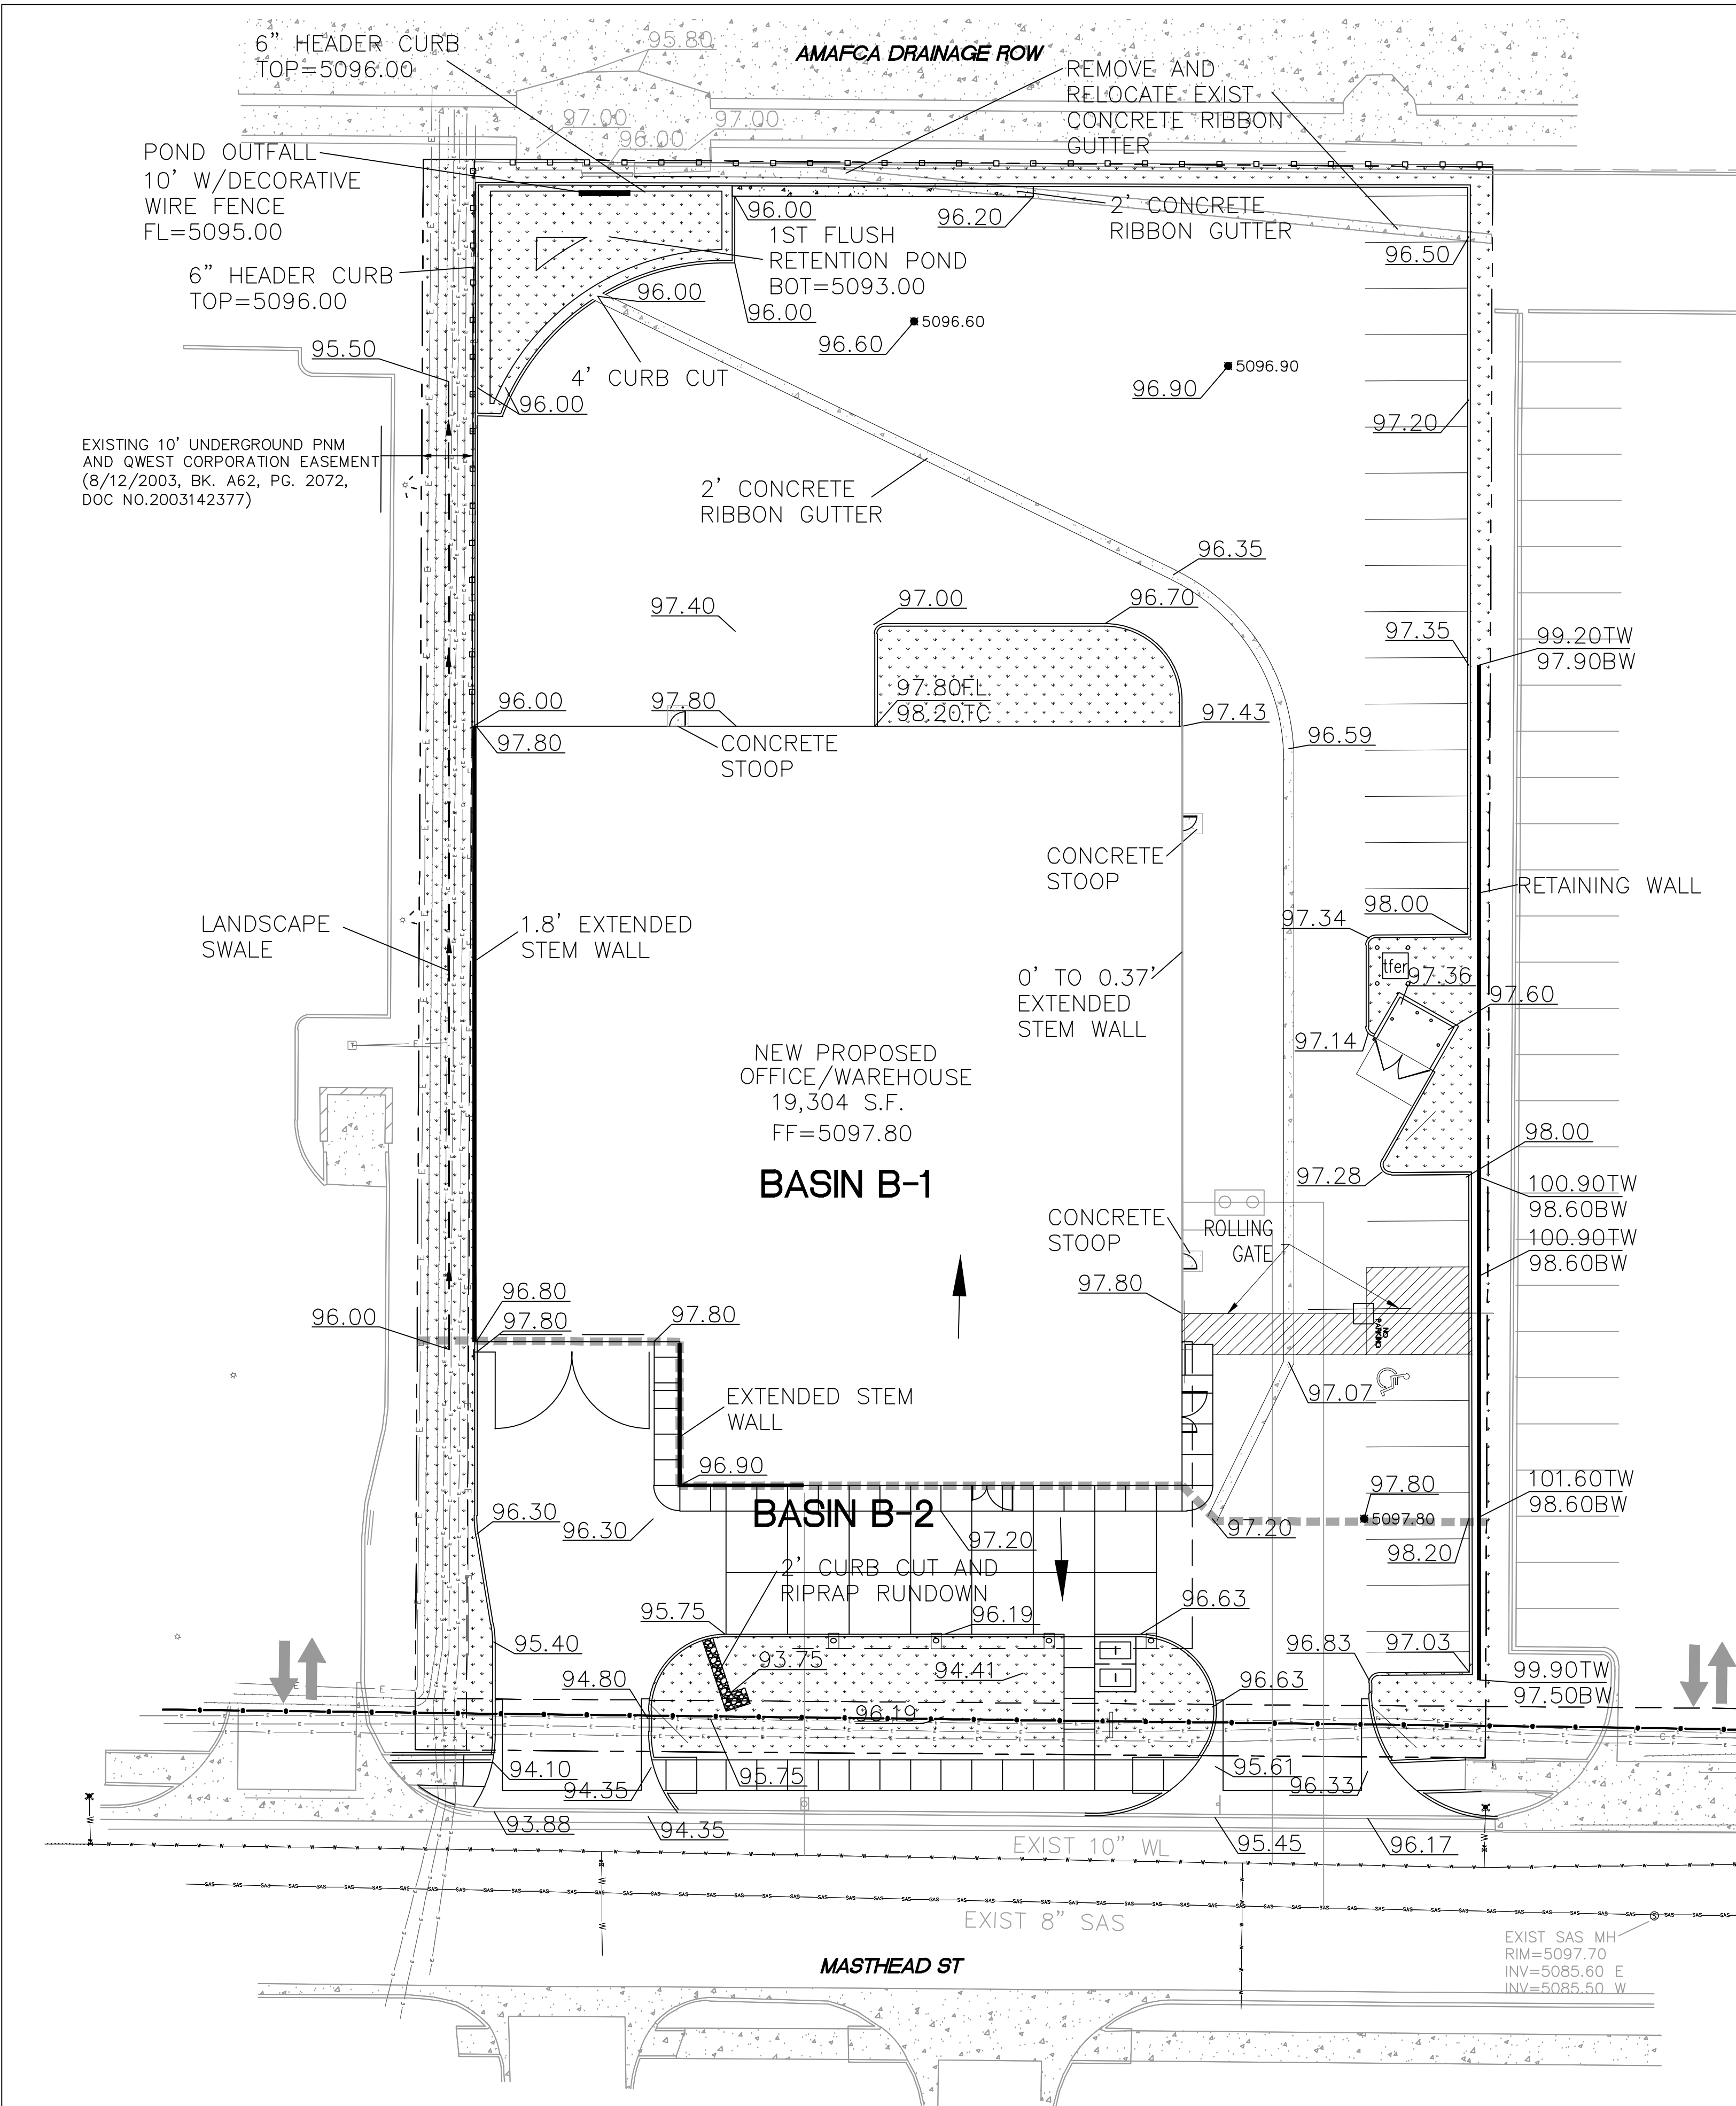 6" HEADER CURB
TOP=5096.00
95.80
AMAFCA DRAINAGE ROW
REMOVE AND
RELOCATE EXIST
CONCRETE RIBBON
GUTTER
97.00
96.00
97.00
POND OUTFALL
10' W/DECORATIVE
WIRE FENCE
FL=5095.00
96.00
96.20
2' CONCRETE
RIBBON GUTTER
1ST FLUSH
RETENTION POND
BOT=5093.00
96.50
6" HEADER CURB
TOP=5096.00
96.00
96.00
5096.60
96.60
95.50
4' CURB CUT
5096.90
96.90
96.00
97.20
EXISTING 10' UNDERGROUND PNM
AND QWEST CORPORATION EASEMENT
(8/12/2003, BK. A62, PG. 2072,
DOC NO.2003142377)
2' CONCRETE
RIBBON GUTTER
96.35
97.40
97.00
96.70
97.35
99.20TW
97.90BW
96.00
97.80
97.80FL
98.20TC
97.43
97.80
CONCRETE
STOOP
96.59
CONCRETE
STOOP
RETAINING WALL
LANDSCAPE
SWALE
1.8' EXTENDED
STEM WALL
98.00
97.34
tfer
97.36
97.60
0' TO 0.37'
EXTENDED
STEM WALL
97.14
NEW PROPOSED
OFFICE/WAREHOUSE
19,304 S.F.
FF=5097.80
98.00
BASIN B-1
97.28
100.90TW
98.60BW
CONCRETE
STOOP
ROLLING
GATE
100.90TW
98.60BW
96.80
97.80
97.80
97.80
96.00
NO
PARKING
EXTENDED STEM
WALL
97.07
96.90
BASIN B-2
96.30
96.30
97.20
97.20
97.80
5097.80
98.20
101.60TW
98.60BW
2' CURB CUT AND
RIPRAP RUNDOWN
95.75
96.19
96.63
95.40
93.75
94.41
94.80
96.19
96.63
96.83
97.03
99.90TW
97.50BW
94.10
94.35
95.75
95.61
96.33
93.88
94.35
EXIST 10" WL
95.45
96.17
EXIST 8" SAS
EXIST SAS MH
RIM=5097.70
INV=5085.60 E
INV=5085.50 W
MASTHEAD ST